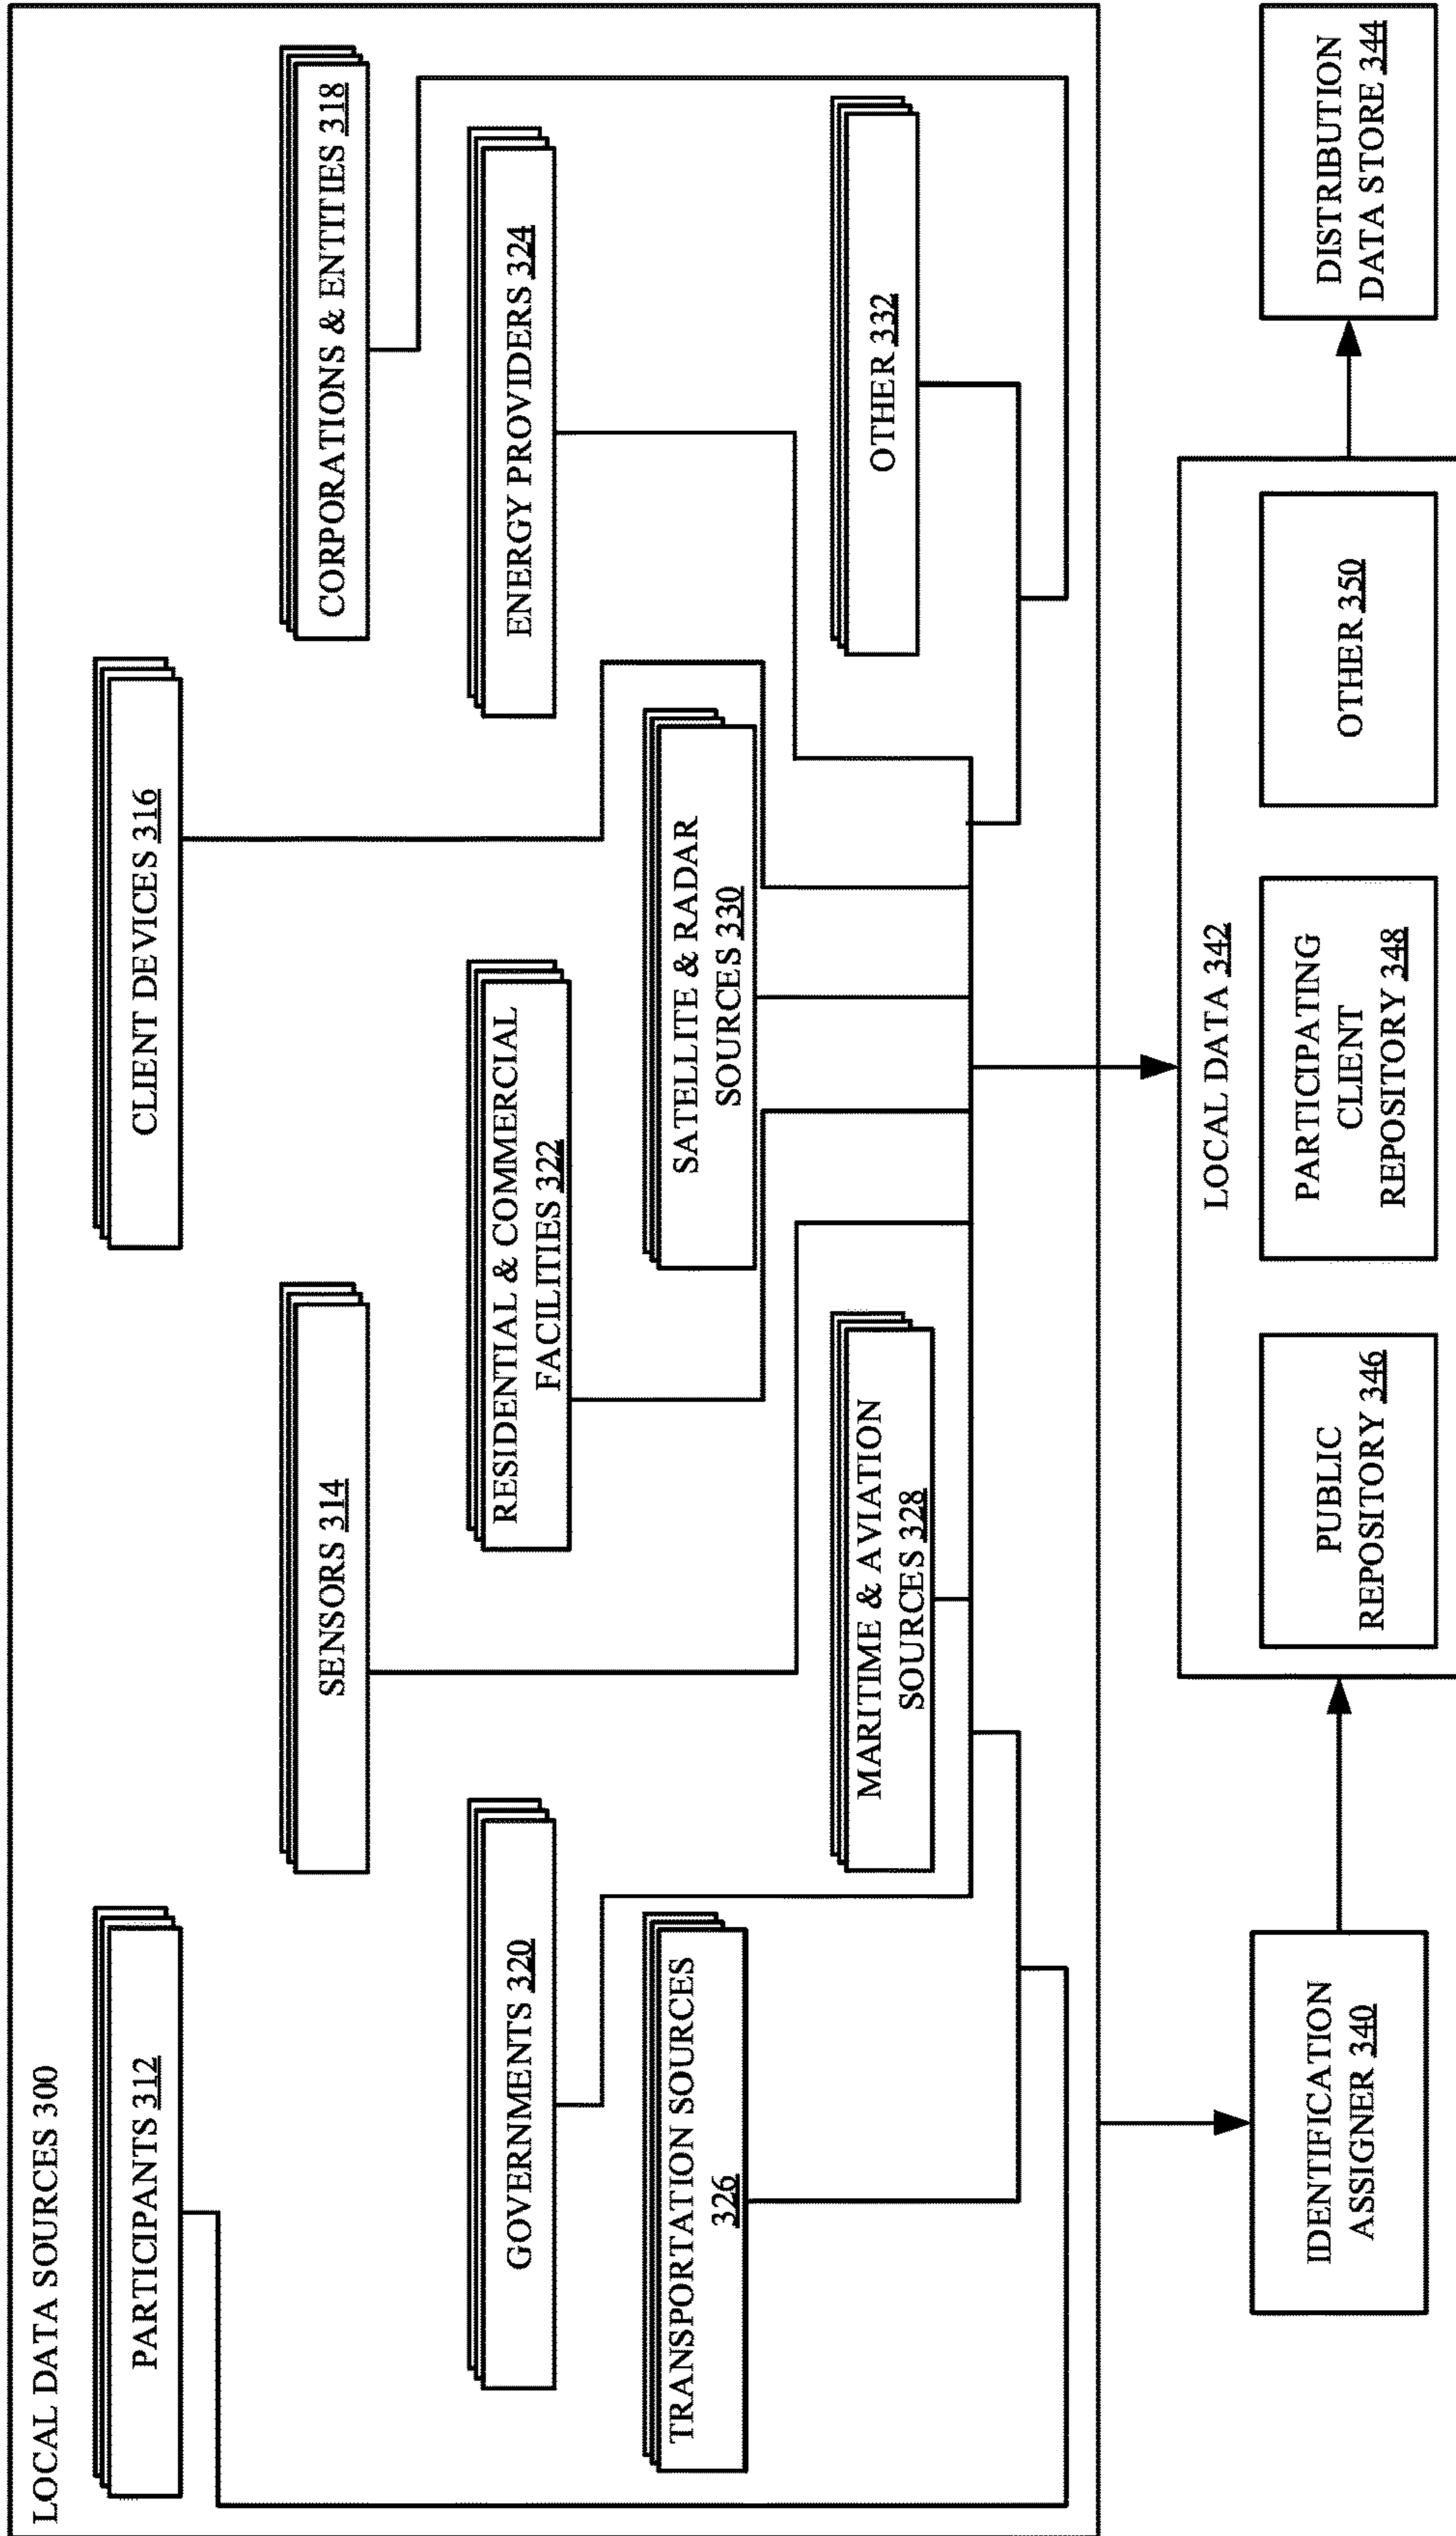 LOCAL DATA SOURCES 300
PARTICIPANTS 312
CLIENT DEVICES 316
SENSORS 314
CORPORATIONS & ENTITIES 318
GOVERNMENTS 320
RESIDENTIAL & COMMERCIAL
FACILITIES 322
ENERGY PROVIDERS 324
TRANSPORTATION SOURCES
326
SATELLITE & RADAR
SOURCES 330
MARITIME & AVIATION
SOURCES 328
OTHER 332
IDENTIFICATION
ASSIGNER 340
LOCAL DATA 342
PUBLIC
REPOSITORY 346
PARTICIPATING
CLIENT
REPOSITORY 348
OTHER 350
DISTRIBUTION
DATA STORE 344